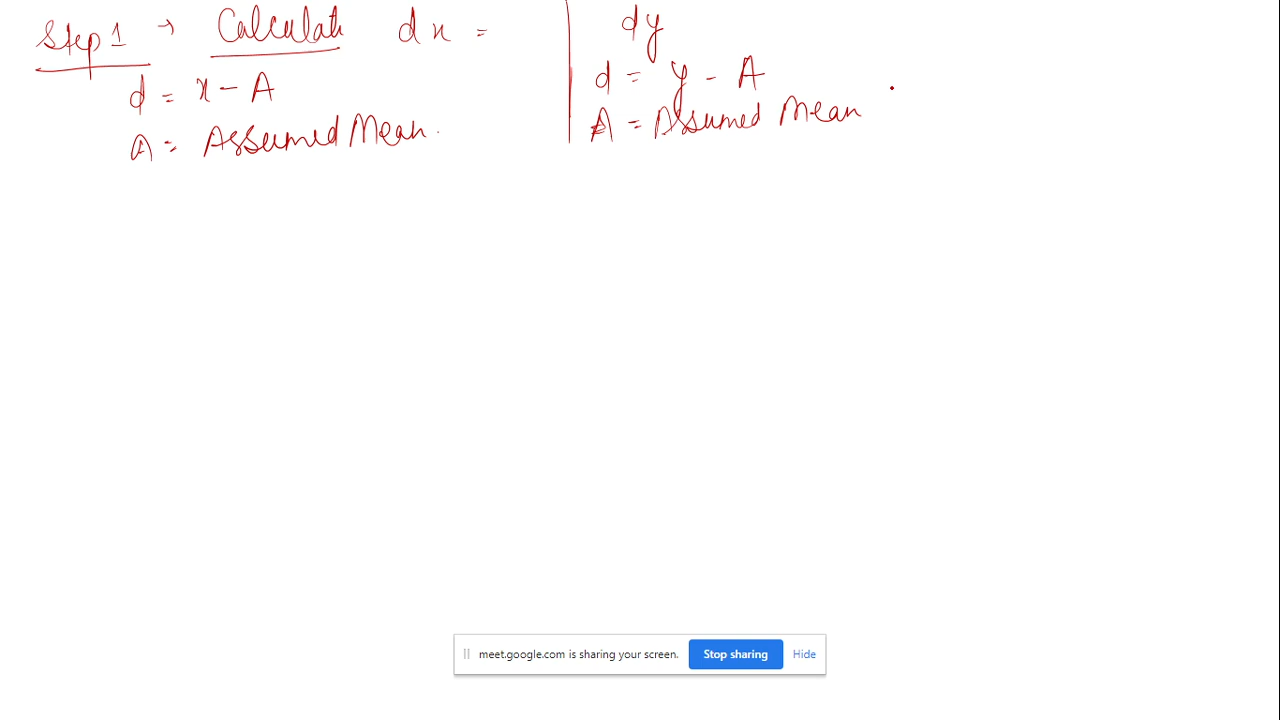 Step 1 → Calculate dx =
d = x - A
A = Assumed Mean.
dy
d = y - A
A = Assumed Mean
meet.google.com is sharing your screen. Stop sharing Hide